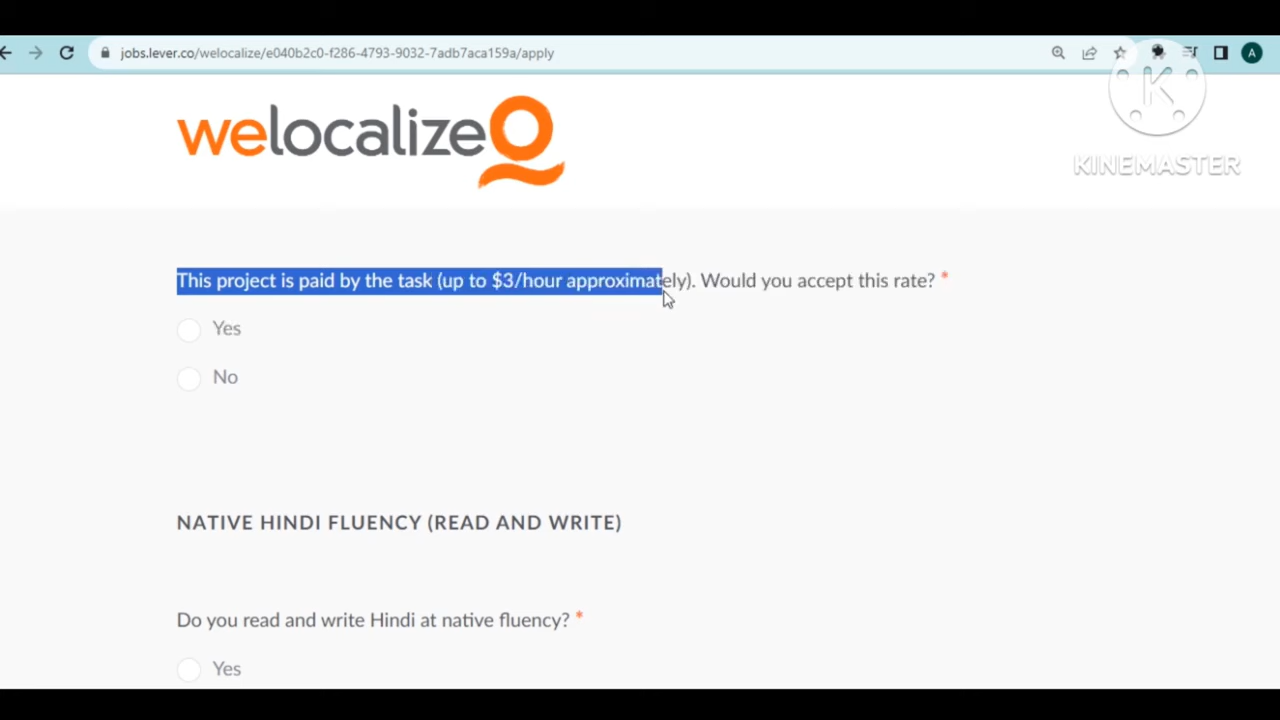 jobs.lever.co/welocalize/e040b2c0-f286-4793-9032-7adb7aca159a/apply
A
welocalize
K
KINEMASTER
This project is paid by the task (up to $3/hour approximately). Would you accept this rate? *
Yes
No
NATIVE HINDI FLUENCY (READ AND WRITE)
Do you read and write Hindi at native fluency? *
Yes